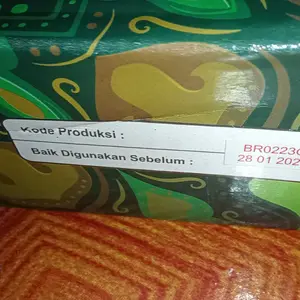 Kode Produksi :
Baik Digunakan Sebelum :
BR0223
28 01 202